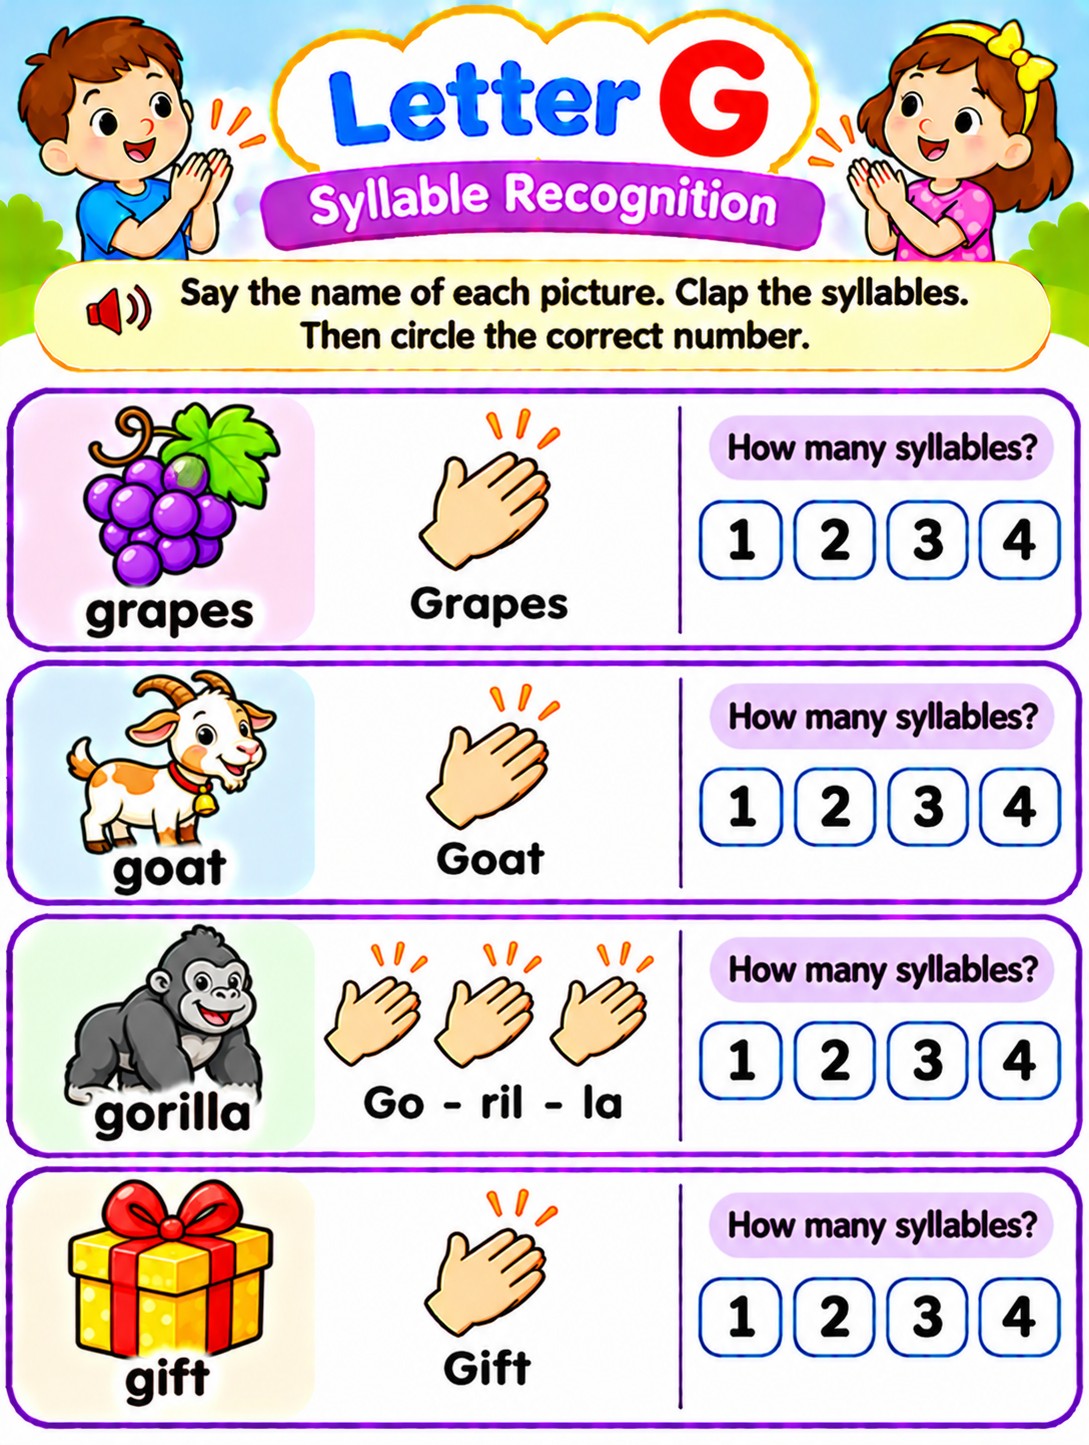 Letter G
Syllable Recognition
Say the name of each picture. Clap the syllables.
Then circle the correct number.
How many syllables?
1 2 3 4
grapes
Grapes
How many syllables?
1 2 3 4
goat
Goat
How many syllables?
1 2 3 4
gorilla
Go - ril - la
How many syllables?
1 2 3 4
gift
Gift